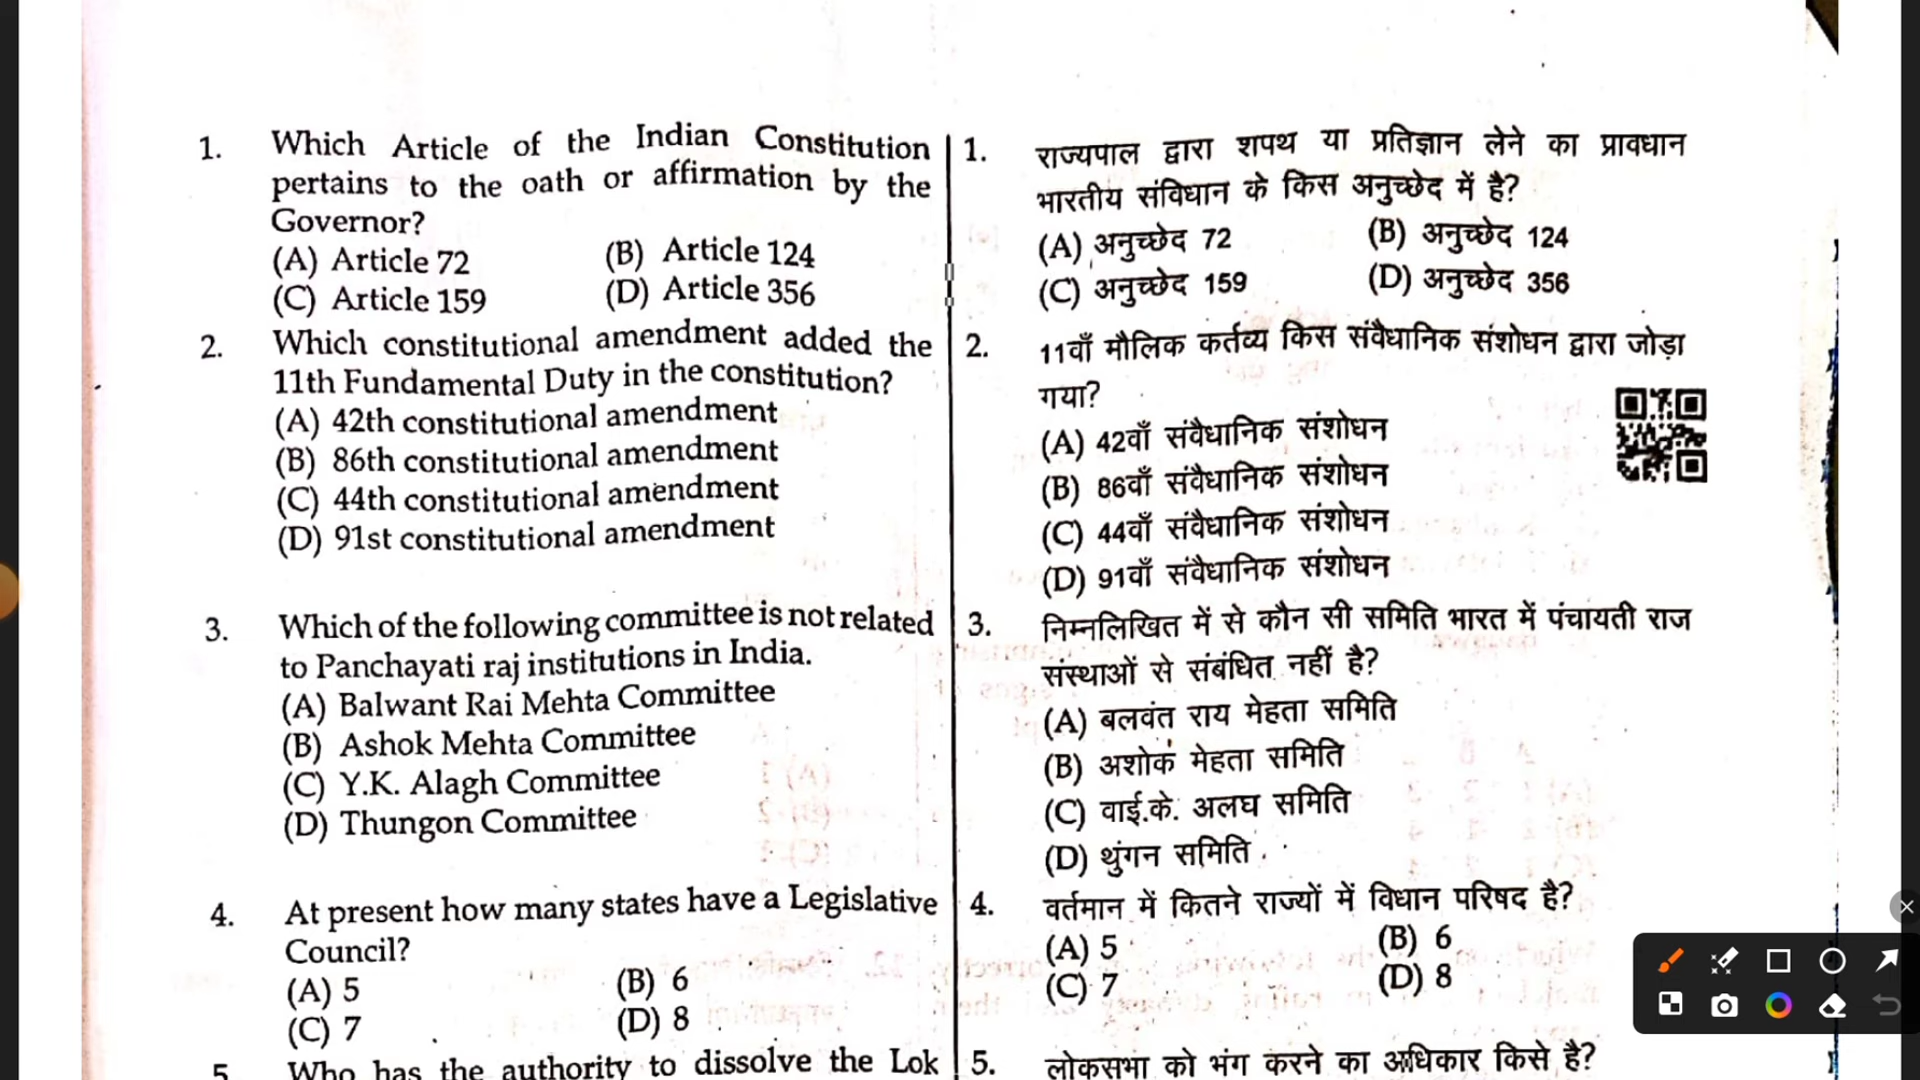 1. Which Article of the Indian Constitution
pertains to the oath or affirmation by the
Governor?
(A) Article 72 (B) Article 124
(C) Article 159 (D) Article 356
2. Which constitutional amendment added the
11th Fundamental Duty in the constitution?
(A) 42th constitutional amendment
(B) 86th constitutional amendment
(C) 44th constitutional amendment
(D) 91st constitutional amendment
3. Which of the following committee is not related
to Panchayati raj institutions in India.
(A) Balwant Rai Mehta Committee
(B) Ashok Mehta Committee
(C) Y.K. Alagh Committee
(D) Thungon Committee
4. At present how many states have a Legislative
Council?
(A) 5 (B) 6
(C) 7 (D) 8
5. Who has the authority to dissolve the Lok
1. राज्यपाल द्वारा शपथ या प्रतिज्ञान लेने का प्रावधान
भारतीय संविधान के किस अनुच्छेद में है?
(A) अनुच्छेद 72 (B) अनुच्छेद 124
(C) अनुच्छेद 159 (D) अनुच्छेद 356
2. 11वाँ मौलिक कर्तव्य किस संवैधानिक संशोधन द्वारा जोड़ा
गया?
(A) 42वाँ संवैधानिक संशोधन
(B) 86वाँ संवैधानिक संशोधन
(C) 44वाँ संवैधानिक संशोधन
(D) 91वाँ संवैधानिक संशोधन
3. निम्नलिखित में से कौन सी समिति भारत में पंचायती राज
संस्थाओं से संबंधित नहीं है?
(A) बलवंत राय मेहता समिति
(B) अशोक मेहता समिति
(C) वाई.के. अलघ समिति
(D) थुंगन समिति
4. वर्तमान में कितने राज्यों में विधान परिषद है?
(A) 5 (B) 6
(C) 7 (D) 8
5. लोकसभा को भंग करने का अधिकार किसे है?